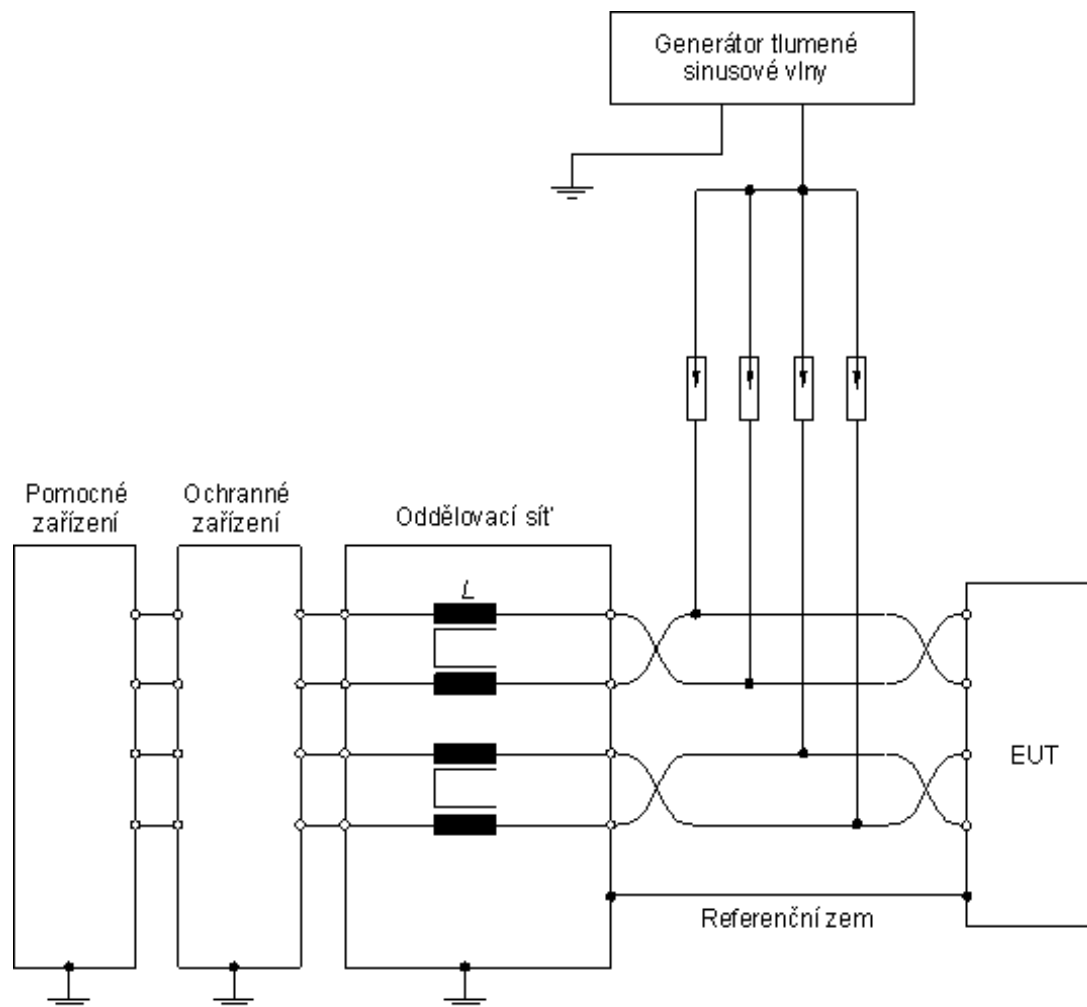 Generátor tlumené
sinusové vlny
Pomocné
zařízení
Ochranné
zařízení
Oddělovací síť
L
EUT
Referenční zem